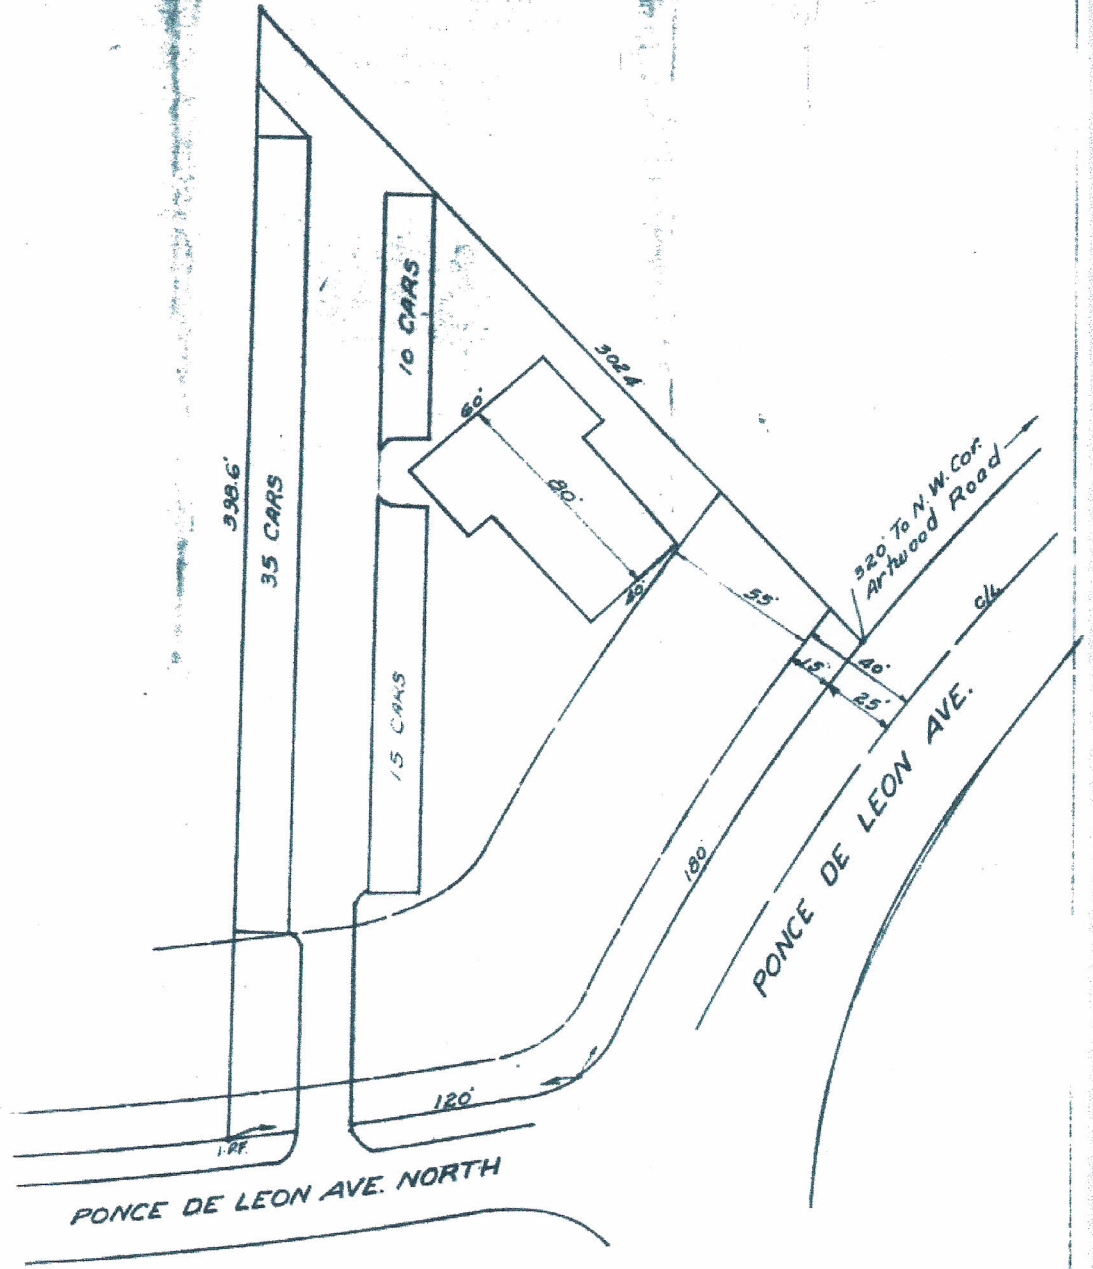 10 CARS
302.4
60'
398.6'
35 CARS
80'
320' To N.W. Cor.
Artwood Road
40'
55'
C/L
15'
40'
25'
15 CARS
180'
PONCE DE LEON AVE.
120'
I.P.F.
PONCE DE LEON AVE. NORTH